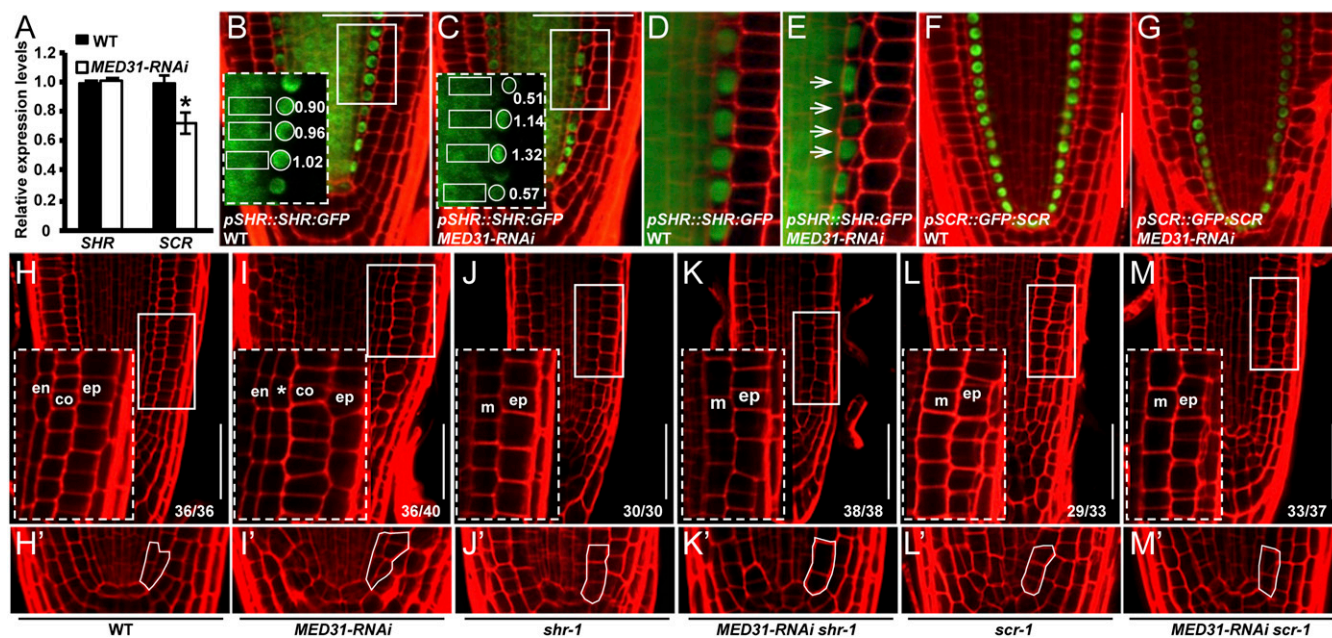 A
WT
MED31-RNAi
Relative expression levels
1.2
1.0
0.8
0.6
0.4
0.2
0
*
SHR
SCR
B
0.90
0.96
1.02
pSHR::SHR:GFP
WT
C
0.51
1.14
1.32
0.57
pSHR::SHR:GFP
MED31-RNAi
D
pSHR::SHR:GFP
WT
E
pSHR::SHR:GFP
MED31-RNAi
F
pSCR::GFP:SCR
WT
G
pSCR::GFP:SCR
MED31-RNAi
H
en co ep
36/36
I
en * co ep
36/40
J
m ep
30/30
K
m ep
38/38
L
m ep
29/33
M
m ep
33/37
H'
I'
J'
K'
L'
M'
WT
MED31-RNAi
shr-1
MED31-RNAi shr-1
scr-1
MED31-RNAi scr-1